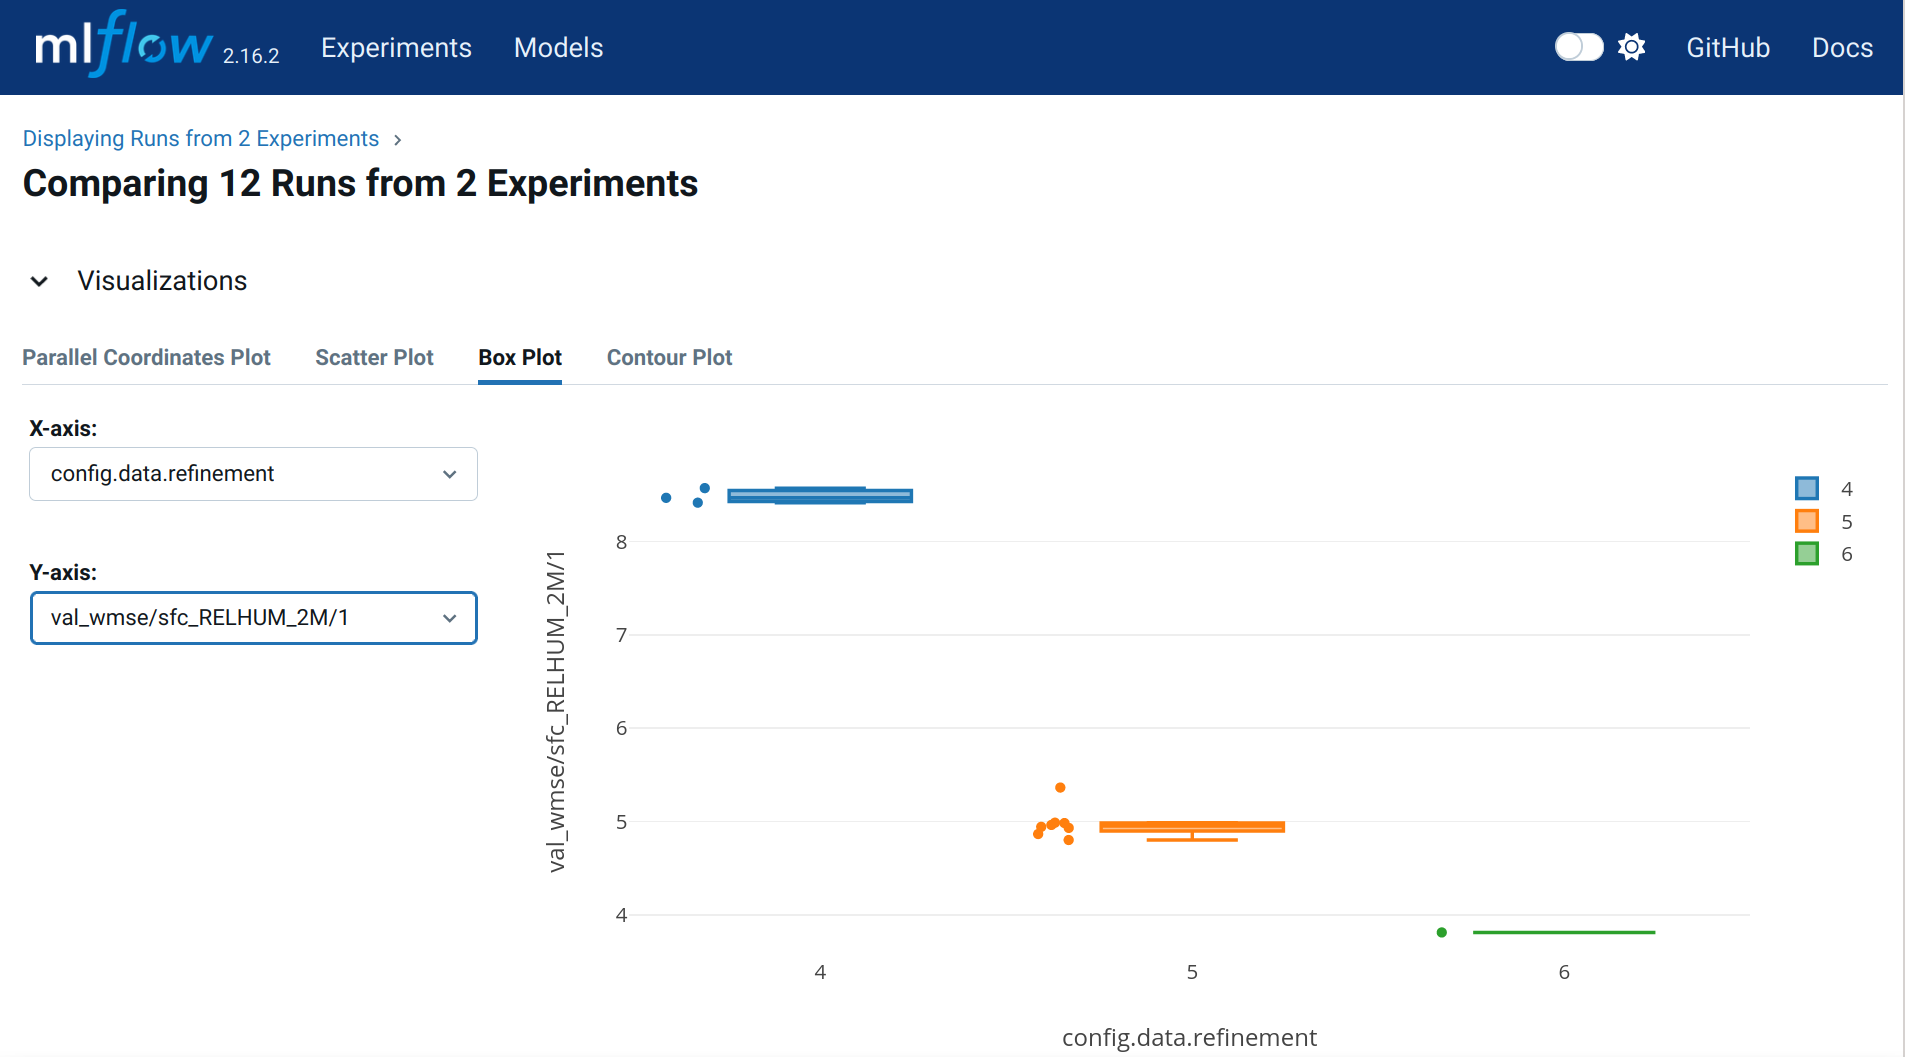 mlflow 2.16.2 Experiments Models GitHub Docs
Displaying Runs from 2 Experiments
Comparing 12 Runs from 2 Experiments
Visualizations
Parallel Coordinates Plot Scatter Plot Box Plot Contour Plot
X-axis:
config.data.refinement
Y-axis:
val_wmse/sfc_RELHUM_2M/1
val_wmse/sfc_RELHUM_2M/1
8
7
6
5
4
4 5 6
config.data.refinement
4
5
6